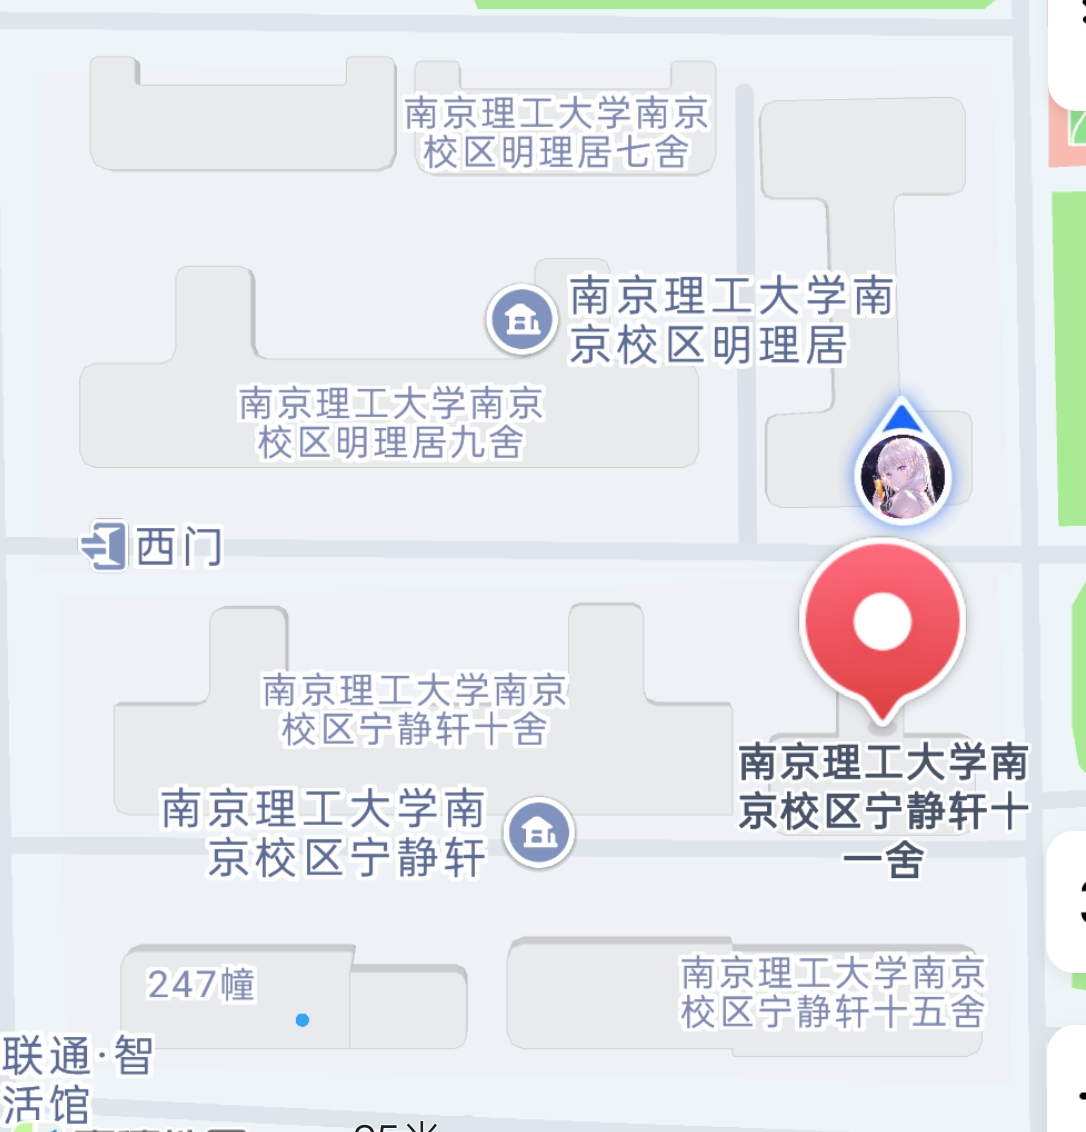 南京理工大学南京
校区明理居七舍
南京理工大学南
京校区明理居
南京理工大学南京
校区明理居九舍
西门
南京理工大学南京
校区宁静轩十舍
南京理工大学南
京校区宁静轩十
一舍
南京理工大学南
京校区宁静轩
247幢
南京理工大学南京
校区宁静轩十五舍
联通·智
活馆